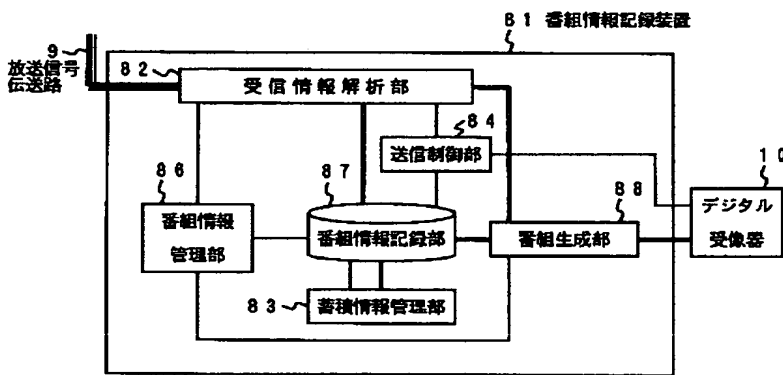 81 番組情報記録装置
9
放送信号
伝送路
82
受信情報解析部
84
送信制御部
86
番組情報
管理部
87
番組情報記録部
88
番組生成部
10
デジタル
受像器
83
蓄積情報管理部